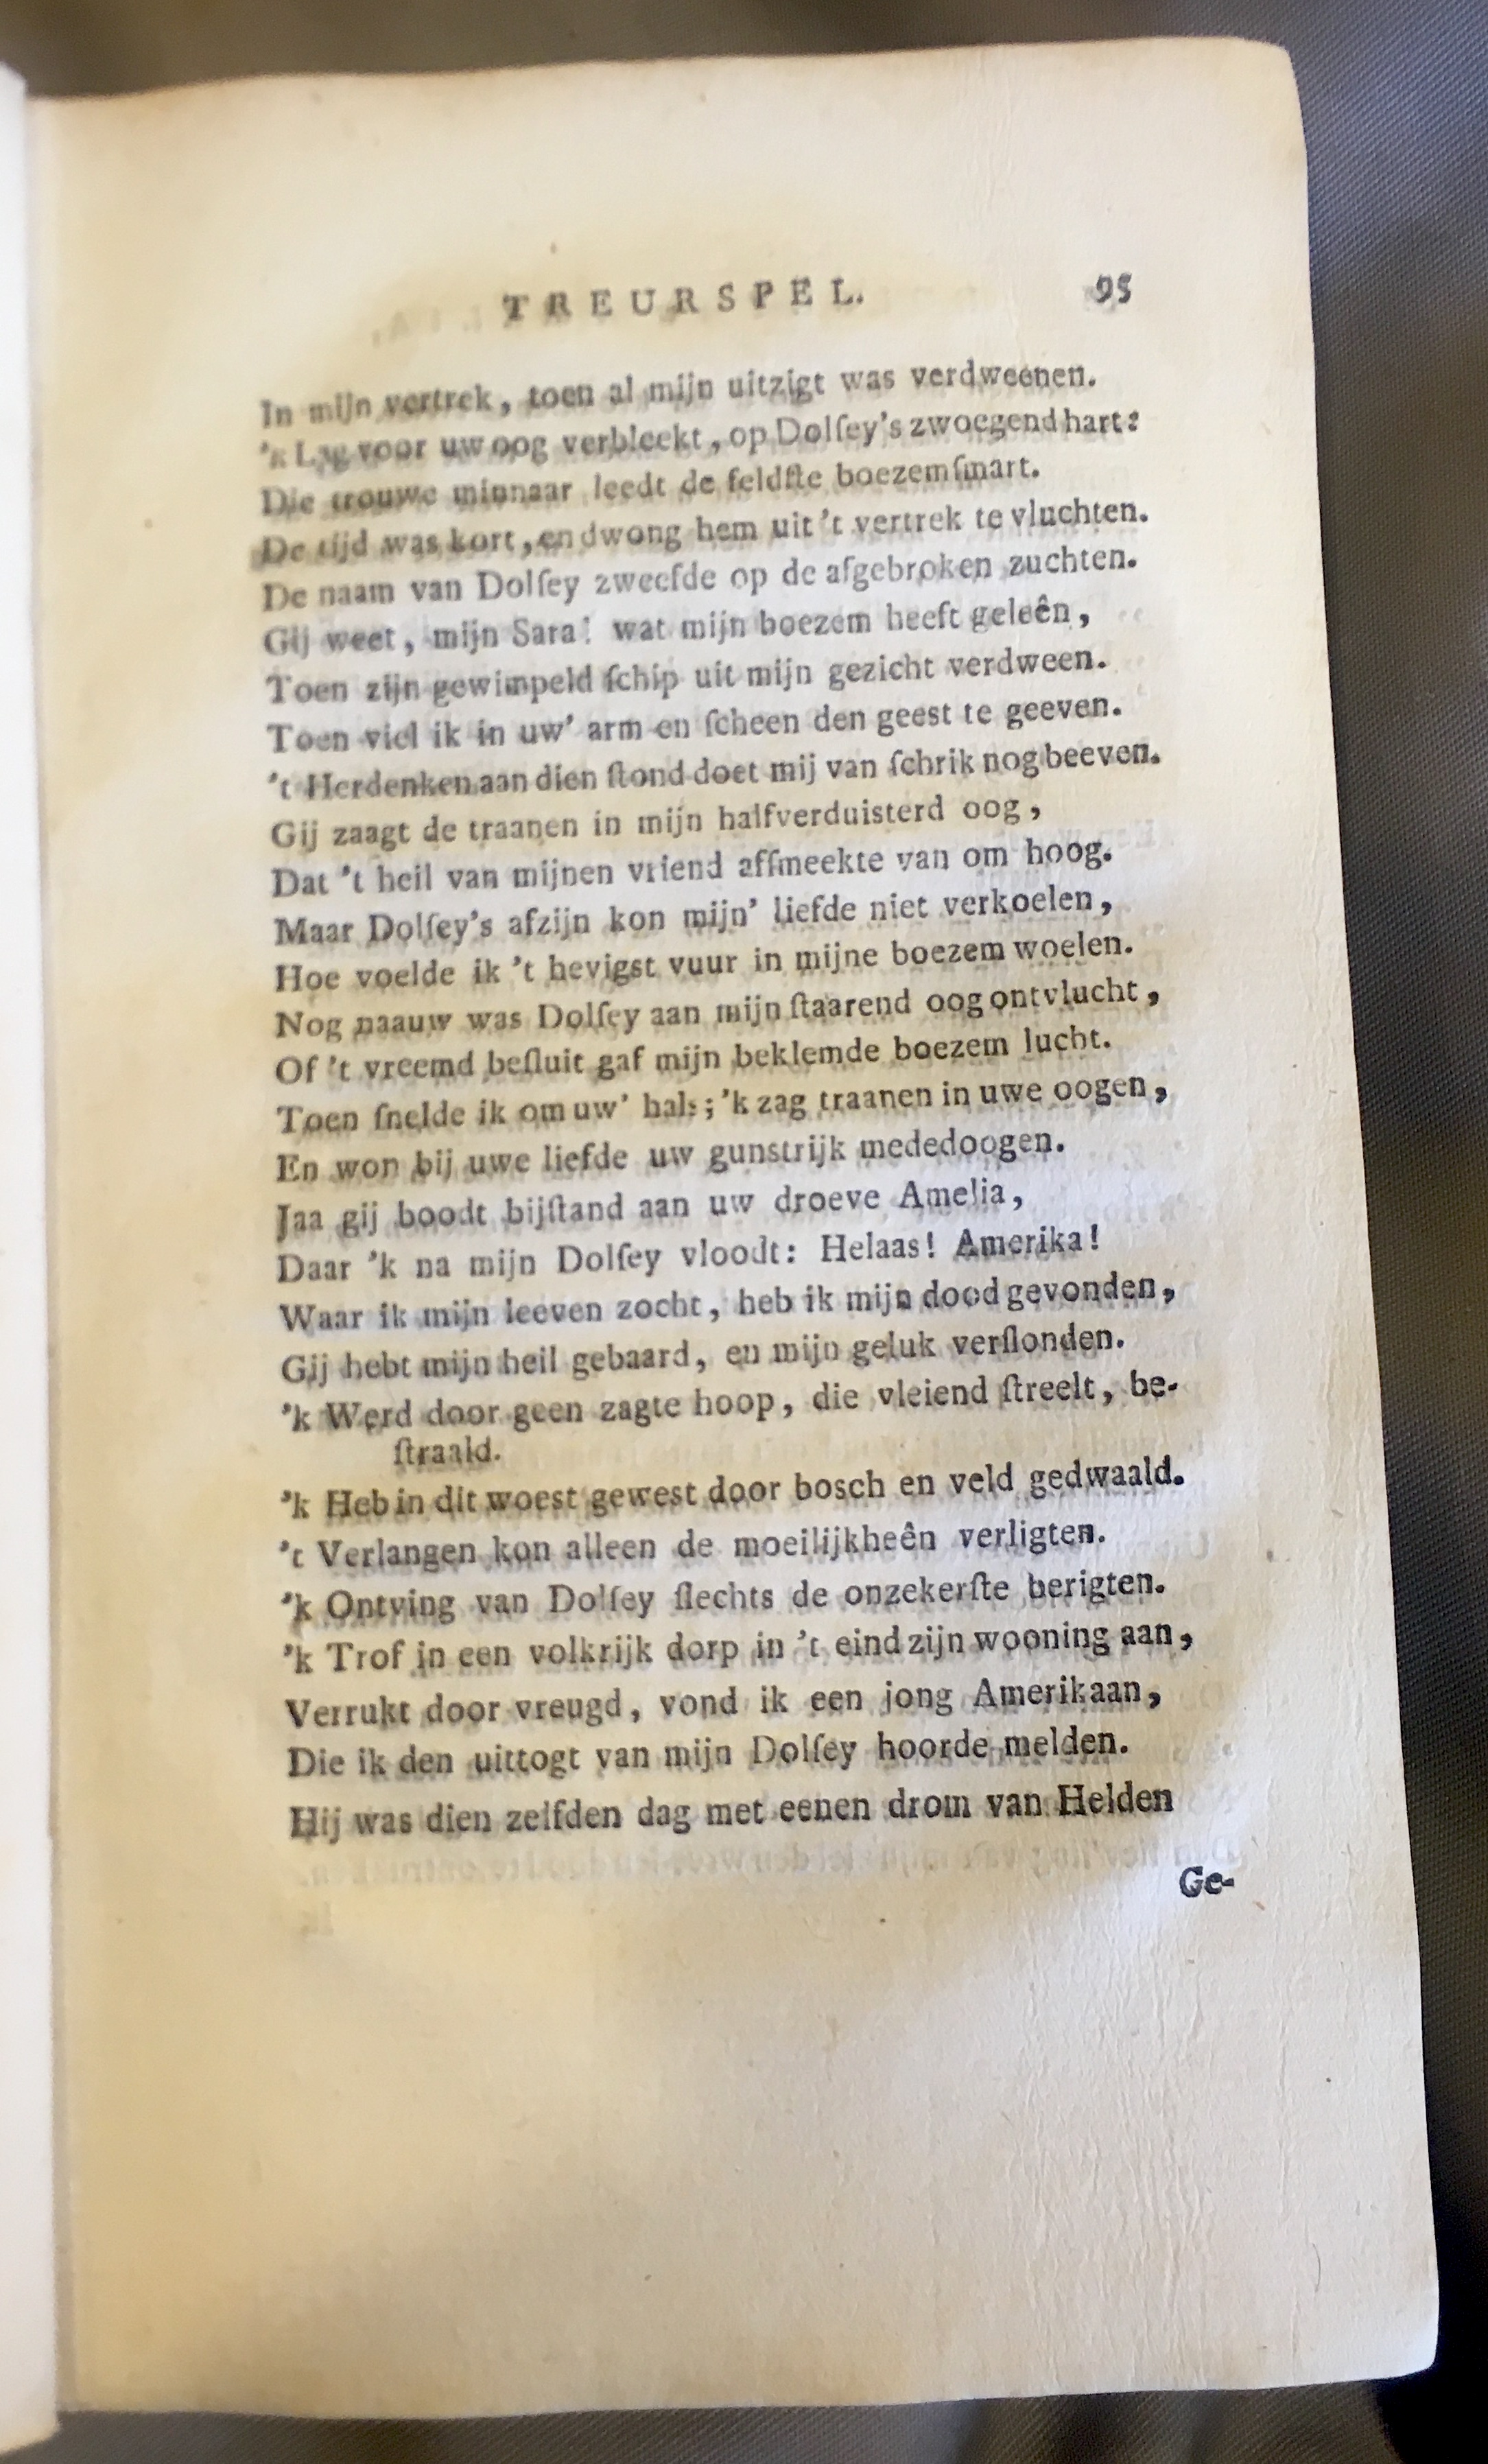 TREURSPEL. 95
In mijn vertrek, toen al mijn uitzigt was verdweenen.
'k Lag voor uw oog verbleekt, op Dolſey's zwoegend hart:
Die trouwe minnaar leedt de feldſte boezemſmart.
De tijd was kort, en dwong hem uit 't vertrek te vluchten.
De naam van Dolſey zweefde op de afgebroken zuchten.
Gij weet, mijn Sara! wat mijn boezem heeft geleên,
Toen zijn gewimpeld ſchip uit mijn gezicht verdween.
Toen viel ik in uw' arm en ſcheen den geest te geeven.
't Herdenken aan dien ſtond doet mij van ſchrik nog beeven.
Gij zaagt de traanen in mijn halfverduisterd oog,
Dat 't heil van mijnen vriend afſmeekte van om hoog.
Maar Dolſey's afzijn kon mijn' liefde niet verkoelen,
Hoe voelde ik 't hevigst vuur in mijne boezem woelen.
Nog naauw was Dolſey aan mijn ſtaarend oog ontvlucht,
Of 't vreemd beſluit gaf mijn beklemde boezem lucht.
Toen ſnelde ik om uw' hals; 'k zag traanen in uwe oogen,
En won bij uwe liefde uw gunstrijk mededoogen.
Jaa gij boodt bijſtand aan uw droeve Amelia,
Daar 'k na mijn Dolſey vloodt: Helaas! Amerika!
Waar ik mijn leeven zocht, heb ik mijn dood gevonden,
Gij hebt mijn heil gebaard, en mijn geluk verſlonden.
'k Werd door geen zagte hoop, die vleiend ſtreelt, be-
ſtraald.
'k Heb in dit woest gewest door bosch en veld gedwaald.
't Verlangen kon alleen de moeilijkheên verligten.
'k Ontving van Dolſey ſlechts de onzekerſte berigten.
'k Trof in een volkrijk dorp in 't eind zijn wooning aan,
Verrukt door vreugd, vond ik een jong Amerikaan,
Die ik den uittogt van mijn Dolſey hoorde melden.
Hij was dien zelfden dag met eenen drom van Helden
Ge-